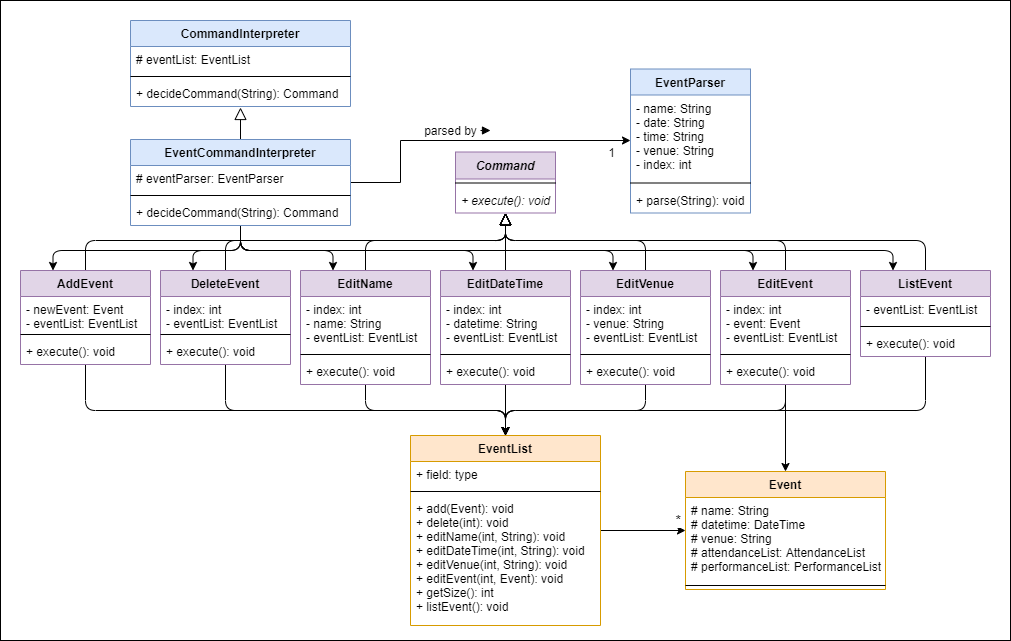 CommandInterpreter
# eventList: EventList
+ decideCommand(String): Command
EventParser
- name: String
- date: String
- time: String
- venue: String
- index: int
+ parse(String): void
parsed by
1
EventCommandInterpreter
# eventParser: EventParser
+ decideCommand(String): Command
Command
+ execute(): void
AddEvent
- newEvent: Event
- eventList: EventList
+ execute(): void
DeleteEvent
- index: int
- eventList: EventList
+ execute(): void
EditName
- index: int
- name: String
- eventList: EventList
+ execute(): void
EditDateTime
- index: int
- datetime: String
- eventList: EventList
+ execute(): void
EditVenue
- index: int
- venue: String
- eventList: EventList
+ execute(): void
EditEvent
- index: int
- event: Event
- eventList: EventList
+ execute(): void
ListEvent
- eventList: EventList
+ execute(): void
EventList
+ field: type
+ add(Event): void
+ delete(int): void
+ editName(int, String): void
+ editDateTime(int, String): void
+ editVenue(int, String): void
+ editEvent(int, Event): void
+ getSize(): int
+ listEvent(): void
*
Event
# name: String
# datetime: DateTime
# venue: String
# attendanceList: AttendanceList
# performanceList: PerformanceList